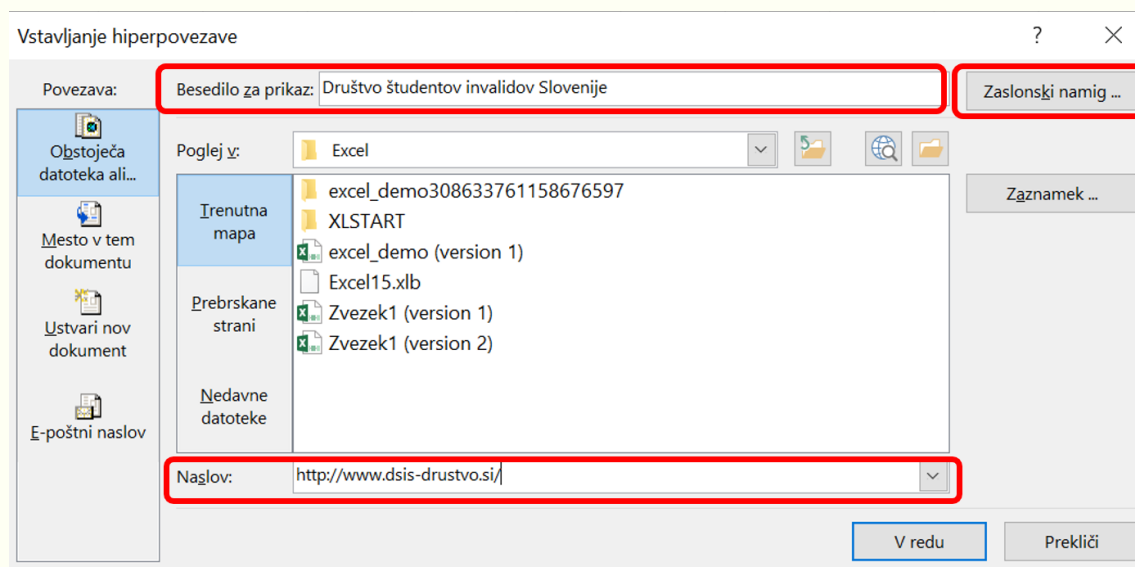 Vstavljanje hiperpovezave
?
Povezava:
Besedilo za prikaz:
Društvo študentov invalidov Slovenije
Zaslonski namig ...
Obstoječa
datoteka ali...
Poglej v:
Excel
Mesto v tem
dokumentu
Ustvari nov
dokument
E-poštni naslov
Trenutna
mapa
Prebrskane
strani
Nedavne
datoteke
excel_demo308633761158676597
XLSTART
excel_demo (version 1)
Excel15.xlb
Zvezek1 (version 1)
Zvezek1 (version 2)
Zaznamek ...
Naslov:
http://www.dsis-drustvo.si/
V redu
Prekliči